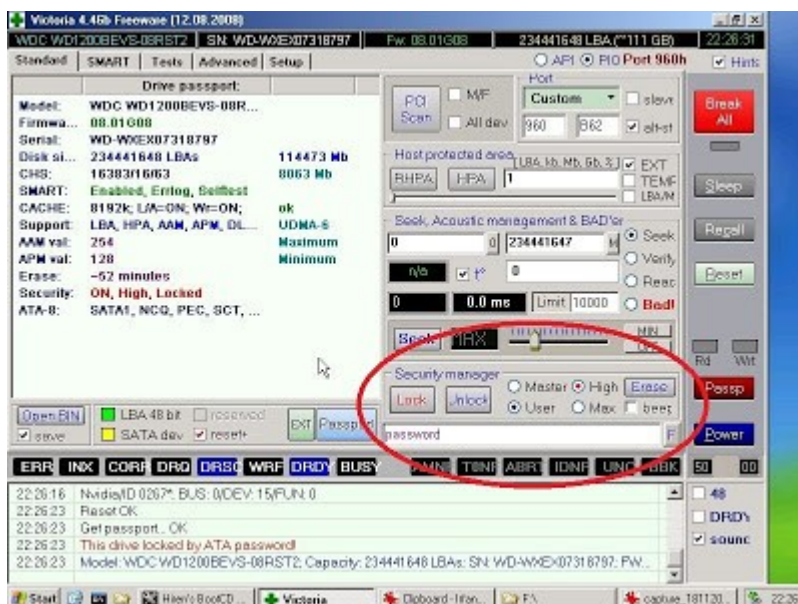 Victoria 4.46b Freeware (12.08.2008)
WDC WD1200BEVS-08RST2 SN: WD-WXEX07318797 Fw: 08.01G08 234441648 LBA (~111 GB) 22:26:31
Standard SMART Tests Advanced Setup API PIO Port 960h Hints
Drive passport:
Model: WDC WD1200BEVS-08R...
Firmwa... 08.01G08
Serial: WD-WXEX07318797
Disk si... 234441648 LBAs 114473 Mb
CHS: 16383/16/63 8063 Mb
SMART: Enabled, Errlog, Selftest
CACHE: 8192k; L/A=ON; Wr=ON; ok
Support: LBA, HPA, AAM, APM, DL... UDMA-6
AAM val: 254 Maximum
APM val: 128 Minimum
Erase: ~52 minutes
Security: ON, High, Locked
ATA-8: SATA1, NCQ, PEC, SCT, ...
Open BIN
save
LBA 48 bit reserved
SATA dev reset+
EXT Passport
PCI Scan
M/F
All dev
Port
Custom slave
960 B62 alt-st
Host protected area LBA, kb, Mb, Gb, %
RHPA HPA 1
EXT
TEMP
LBA/M
Seek, Acoustic management & BAD'er
0 0 234441647 M
n/a t° 0
0 0.0 ms Limit 10000
Seek
Verify
Read
Bad!
Seek MAX MIN
Security manager
Lock Unlock
Master High Erase
User Max beep
password F
Break All
Sleep
Recall
Reset
Rd Wrt
Passp
Power
ERR INX CORR DRQ DRSC WRF DRDY BUSY AMNF T0NF ABRT IDNF UNC BBK 50 00
22:26:16 Nvidia/ID 0267*: BUS: 0/DEV: 15/FUN: 0
22:26:23 Reset OK
22:26:23 Get passport... OK
22:26:23 This drive locked by ATA password!
22:26:23 Model: WDC WD1200BEVS-08RST2; Capacity: 234441648 LBAs; SN: WD-WXEX07318797; FW...
48
sound
Start Hiren's BootCD ... Victoria Clipboard - Irfan... F:\ capture_181120... 22:26